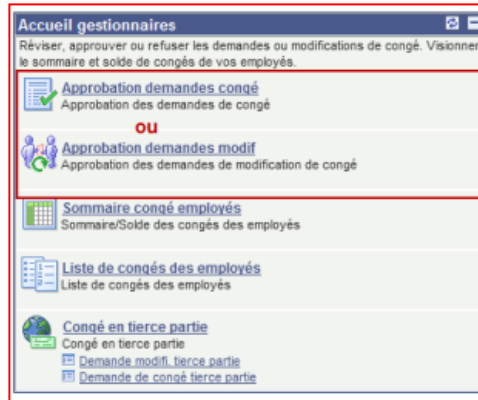 Accueil gestionnaires
Réviser, approuver ou refuser les demandes ou modifications de congé. Visionner
le sommaire et solde de congés de vos employés.
Approbation demandes congé
Approbation des demandes de congé
ou
Approbation demandes modif
Approbation des demandes de modification de congé
Sommaire congé employés
Sommaire/Solde des congés des employés
Liste de congés des employés
Liste de congés des employés
Congé en tierce partie
Congé en tierce partie
Demande modifi. tierce partie
Demande de congé tierce partie